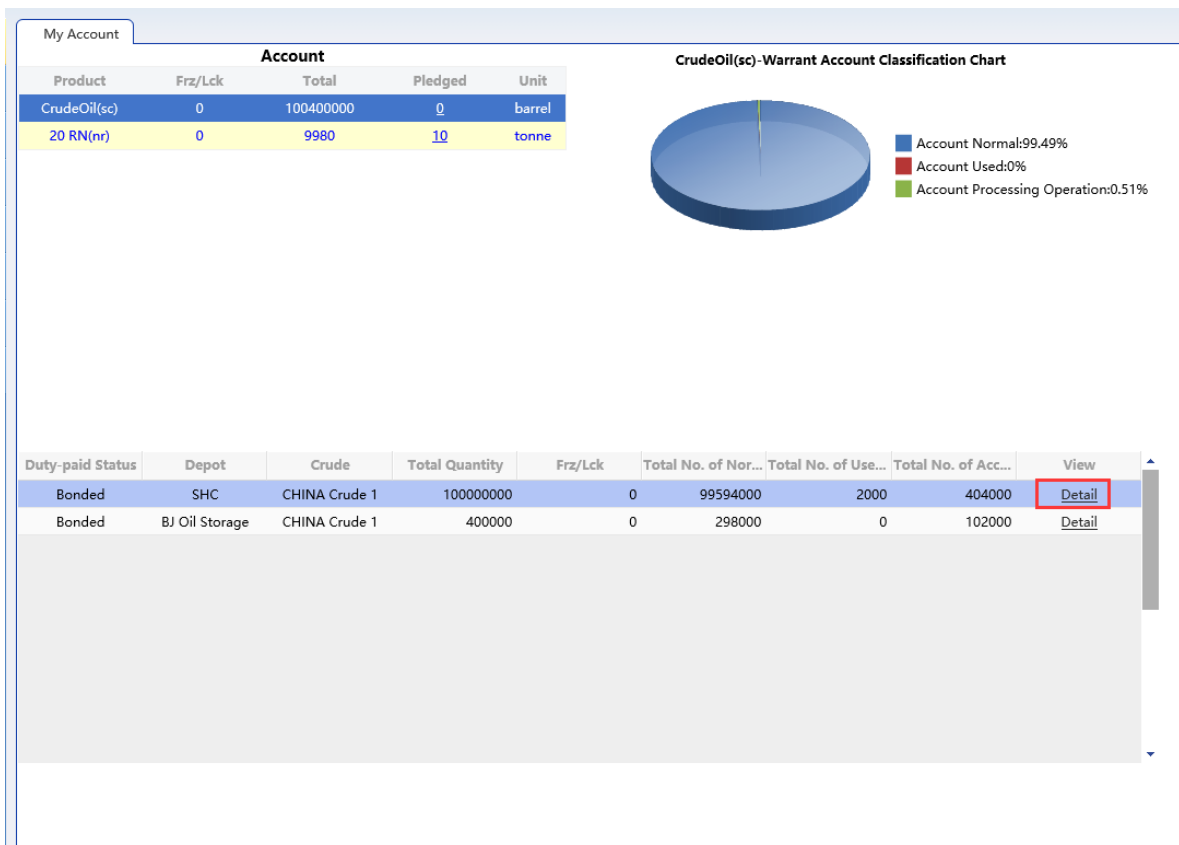 My Account
Account
Product Frz/Lck Total Pledged Unit
CrudeOil(sc) 0 100400000 0 barrel
20 RN(nr) 0 9980 10 tonne
CrudeOil(sc)-Warrant Account Classification Chart
Account Normal:99.49%
Account Used:0%
Account Processing Operation:0.51%
Duty-paid Status Depot Crude Total Quantity Frz/Lck Total No. of Nor... Total No. of Use... Total No. of Acc... View
Bonded SHC CHINA Crude 1 100000000 0 99594000 2000 404000 Detail
Bonded BJ Oil Storage CHINA Crude 1 400000 0 298000 0 102000 Detail